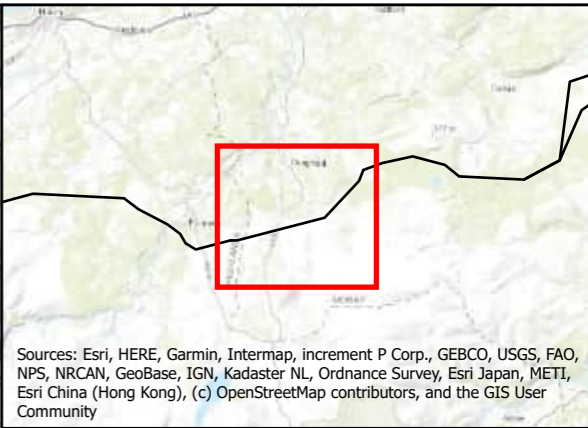 Sources: Esri, HERE, Garmin, Intermap, increment P Corp., GEBCO, USGS, FAO,
NPS, NRCAN, GeoBase, IGN, Kadaster NL, Ordnance Survey, Esri Japan, METI,
Esri China (Hong Kong), (c) OpenStreetMap contributors, and the GIS User
Community